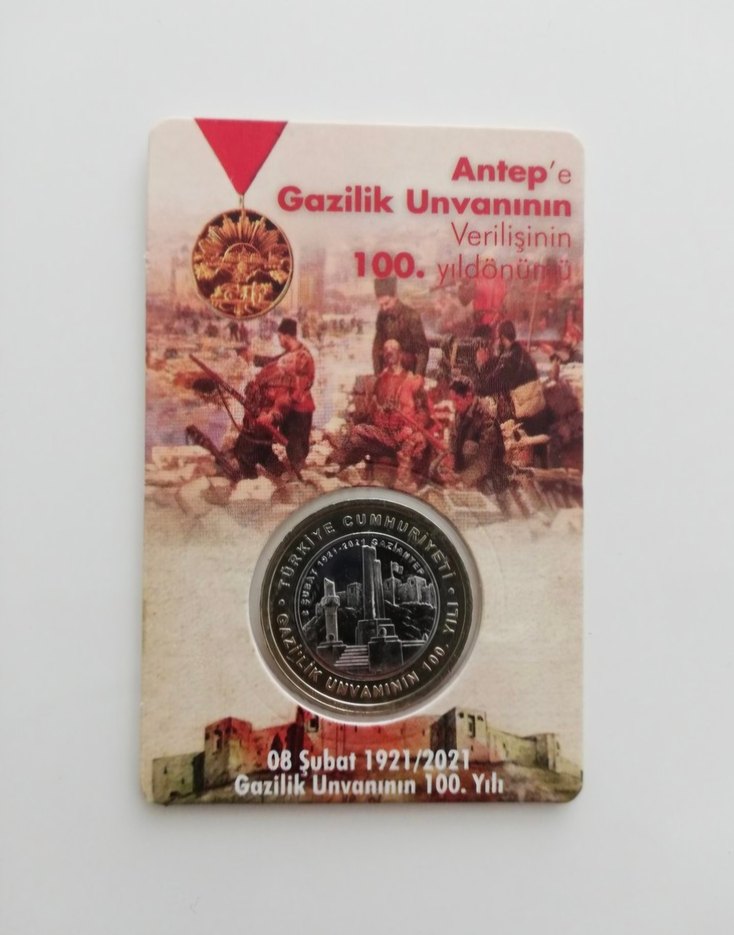 Antep'e
Gazilik Unvanının
Verilişinin
100. yıldönümü
TÜRKİYE CUMHURİYETİ
8 ŞUBAT 1921-2021 GAZİANTEP
GAZİ'LİK UNVANININ 100. YILI
08 Şubat 1921/2021
Gazilik Unvanının 100. Yılı